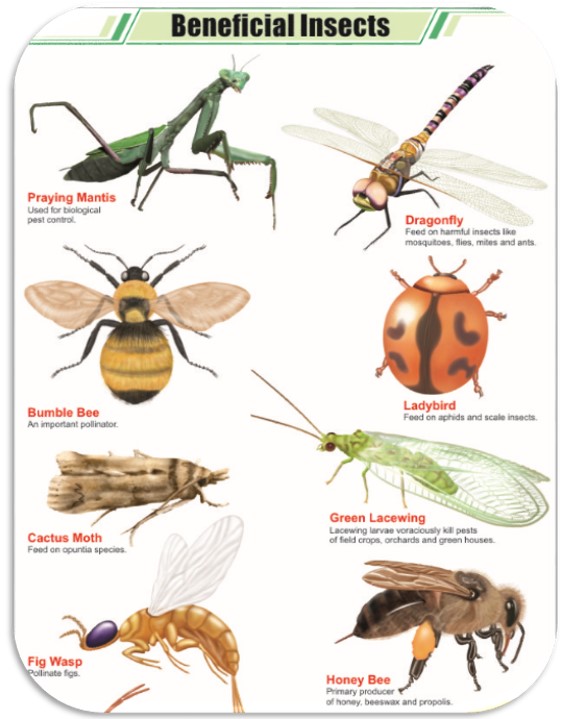 Beneficial Insects
Praying Mantis
Used for biological
pest control.
Dragonfly
Feed on harmful insects like
mosquitoes, flies, mites and ants.
Bumble Bee
An important pollinator.
Ladybird
Feed on aphids and scale insects.
Cactus Moth
Feed on opuntia species.
Green Lacewing
Lacewing larvae voraciously kill pests
of field crops, orchards and green houses.
Fig Wasp
Pollinate figs.
Honey Bee
Primary producer
of honey, beeswax and propolis.